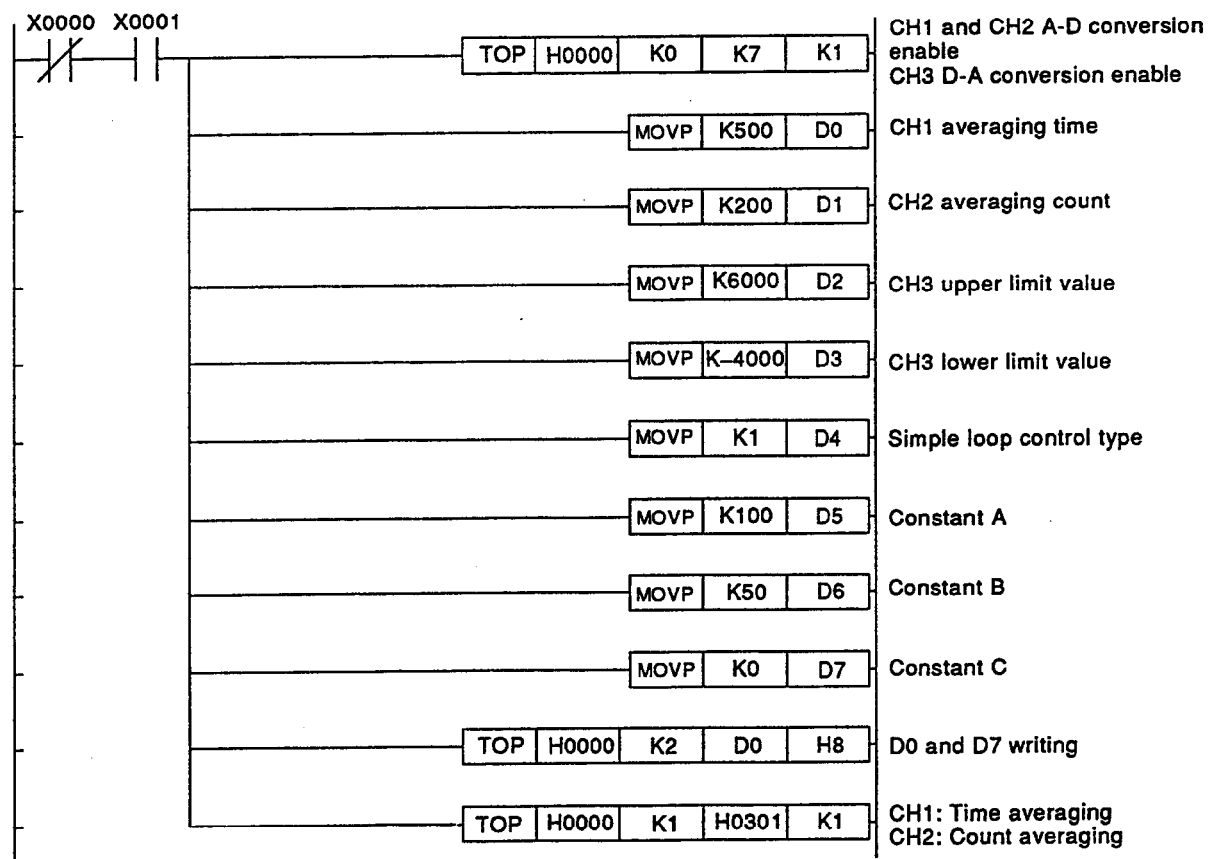 X0000 X0001
TOP H0000 K0 K7 K1
CH1 and CH2 A-D conversion
enable
CH3 D-A conversion enable
MOVP K500 D0 CH1 averaging time
MOVP K200 D1 CH2 averaging count
MOVP K6000 D2 CH3 upper limit value
MOVP K–4000 D3 CH3 lower limit value
MOVP K1 D4 Simple loop control type
MOVP K100 D5 Constant A
MOVP K50 D6 Constant B
MOVP K0 D7 Constant C
TOP H0000 K2 D0 H8 D0 and D7 writing
TOP H0000 K1 H0301 K1
CH1: Time averaging
CH2: Count averaging